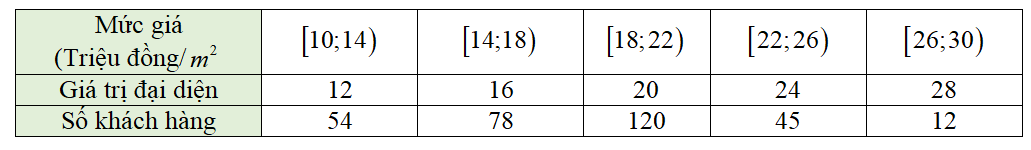 Mức giá
(Triệu đồng/ m² [10;14) [14;18) [18;22) [22;26) [26;30)
Giá trị đại diện 12 16 20 24 28
Số khách hàng 54 78 120 45 12